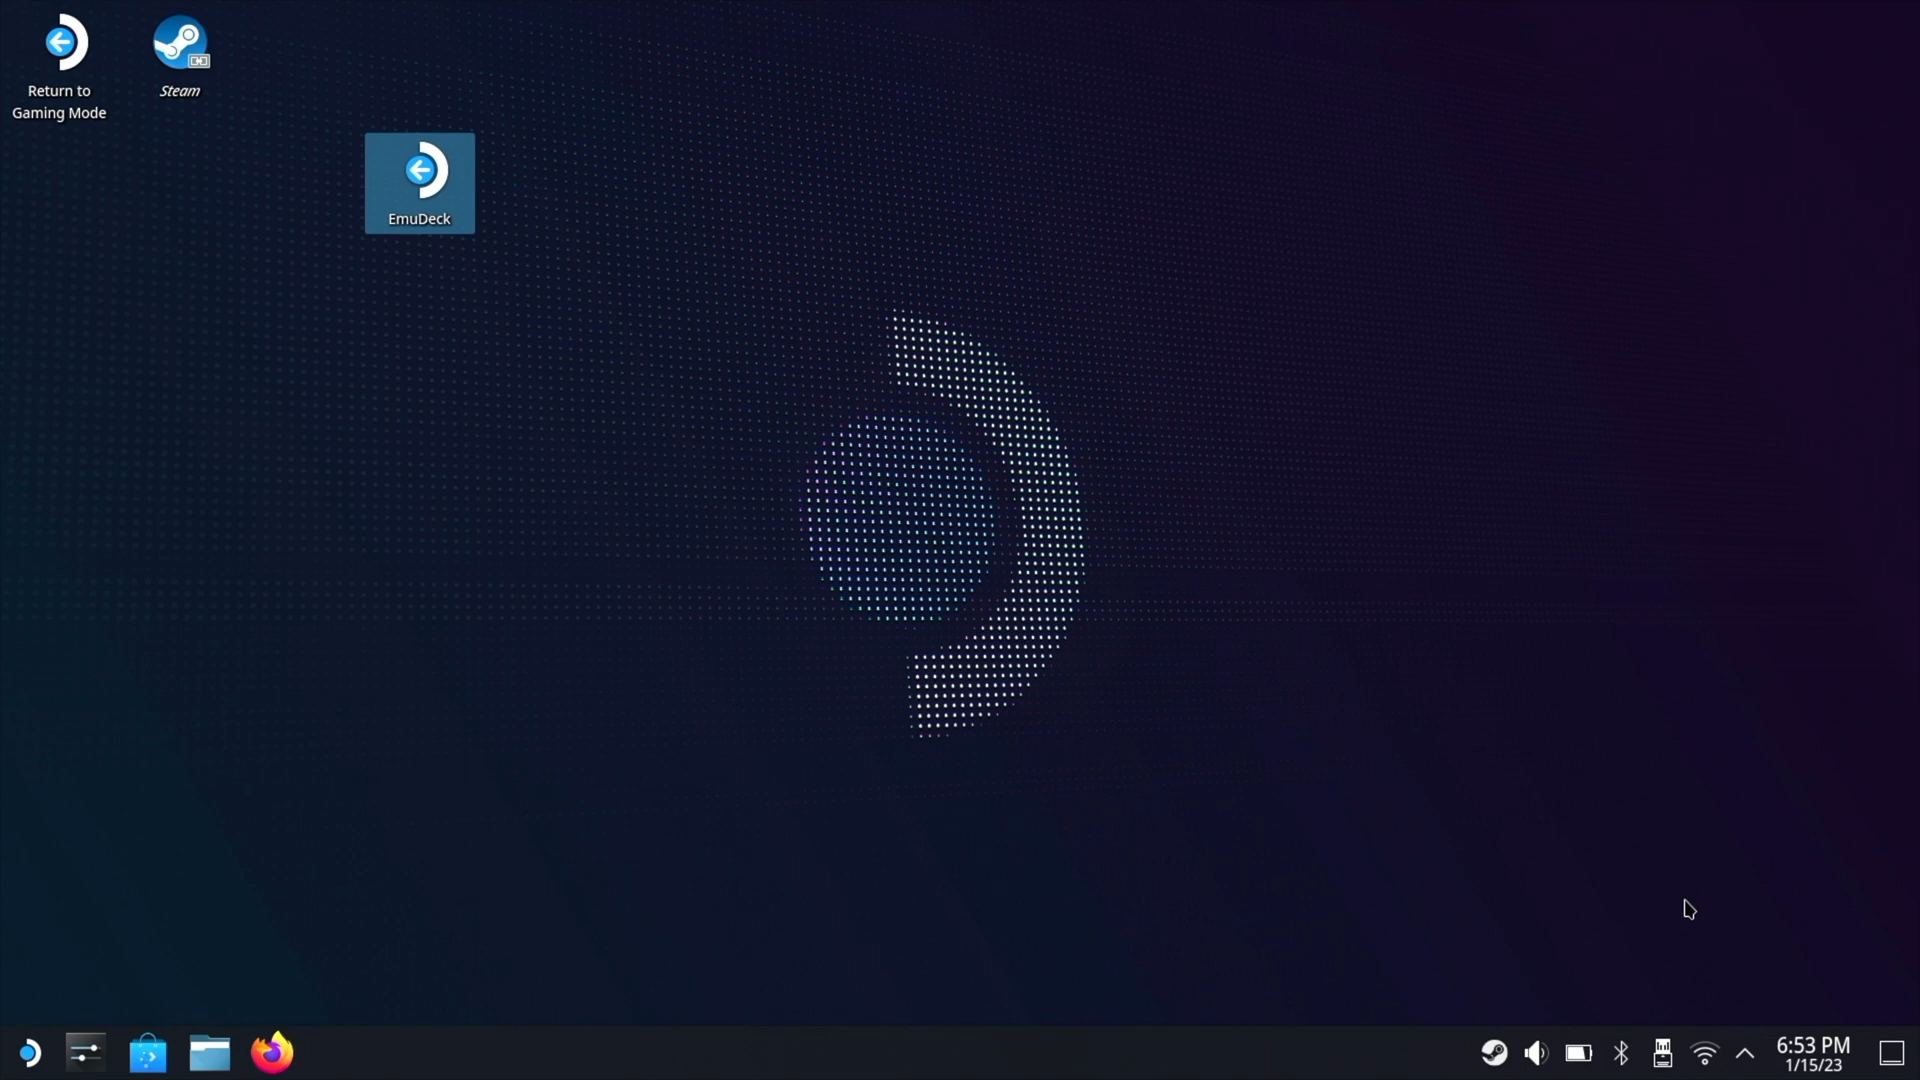 Return to
Gaming Mode
Steam
EmuDeck
6:53 PM
1/15/23